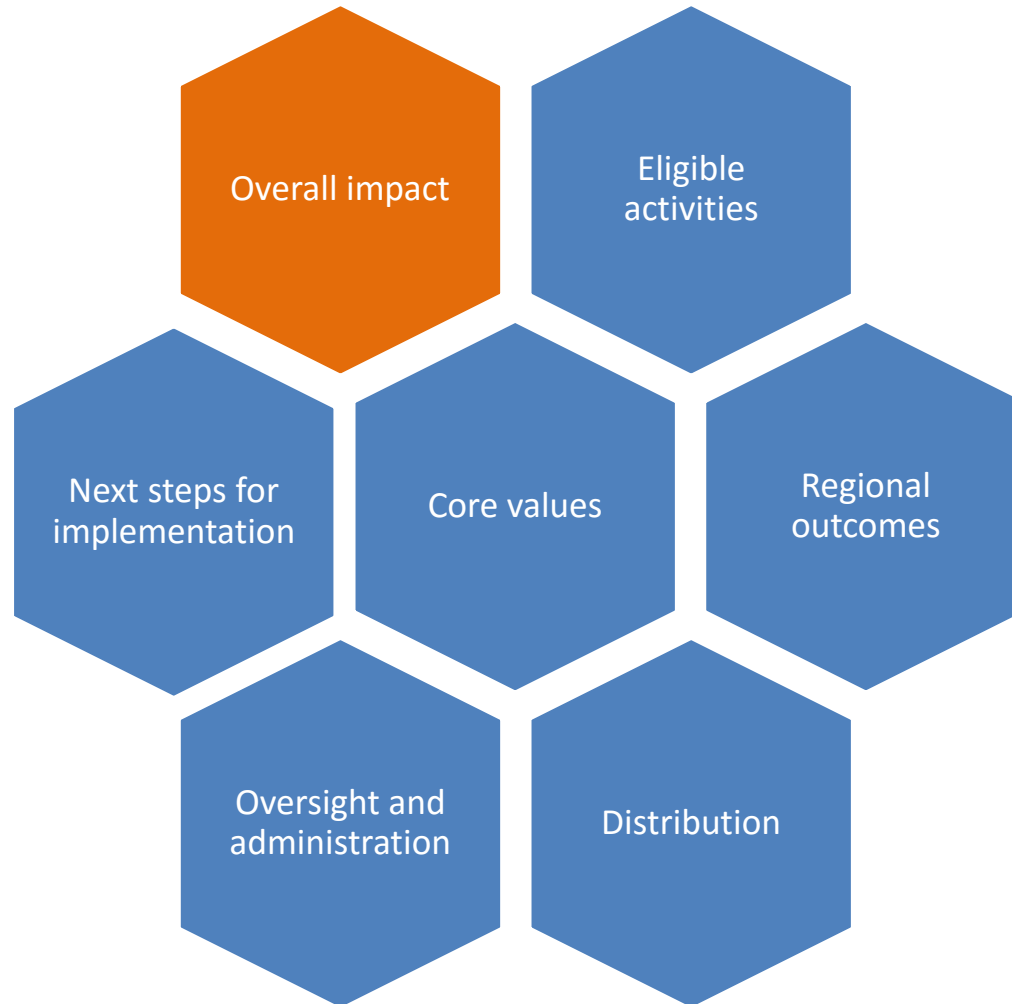 Overall impact
Eligible
activities
Next steps for
implementation
Core values
Regional
outcomes
Oversight and
administration
Distribution